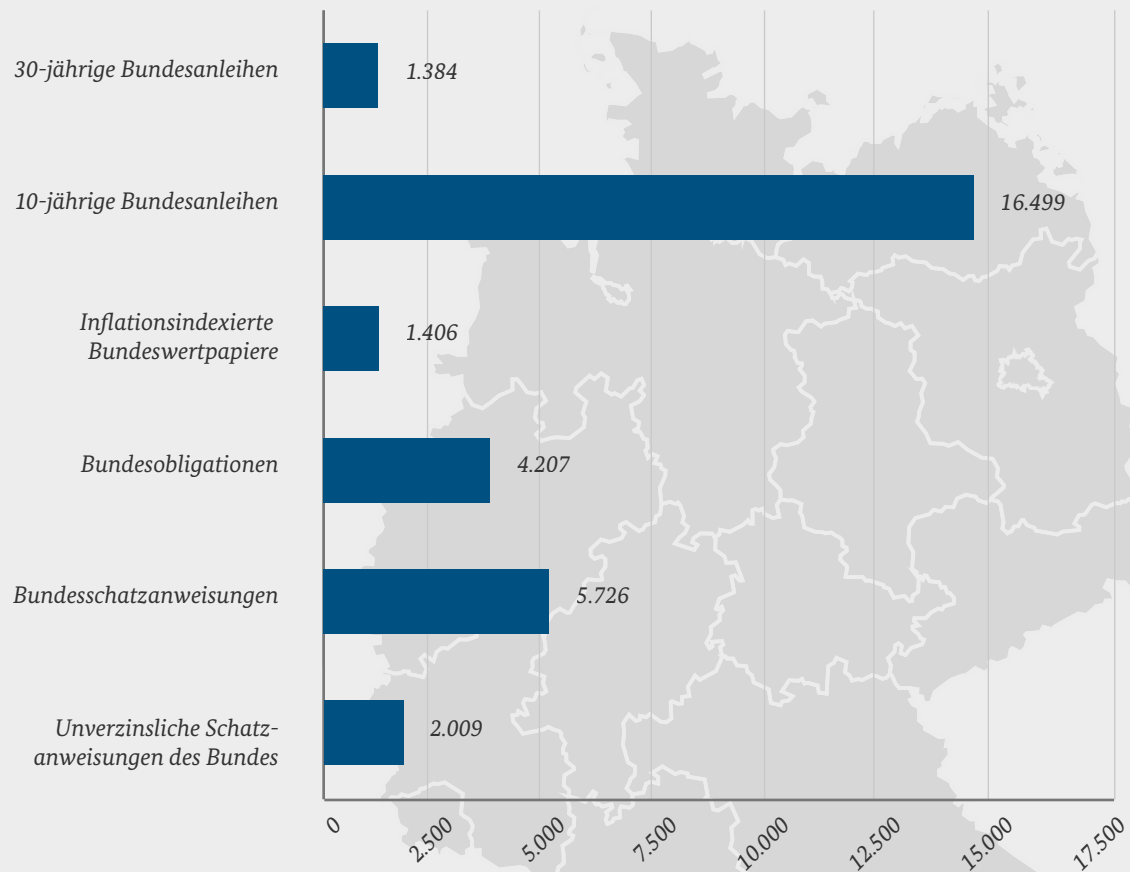 30-jährige Bundesanleihen
1.384
10-jährige Bundesanleihen
16.499
Inflationsindexierte
Bundeswertpapiere
1.406
Bundesobligationen
4.207
Bundesschatzanweisungen
5.726
Unverzinsliche Schatz-
anweisungen des Bundes
2.009
0
2.500
5.000
7.500
10.000
12.500
15.000
17.500